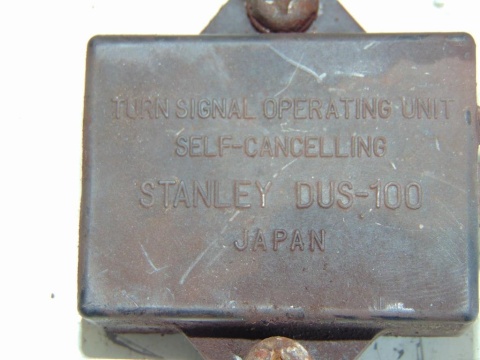 TURN SIGNAL OPERATING UNIT
SELF-CANCELLING
STANLEY DUS-100
JAPAN